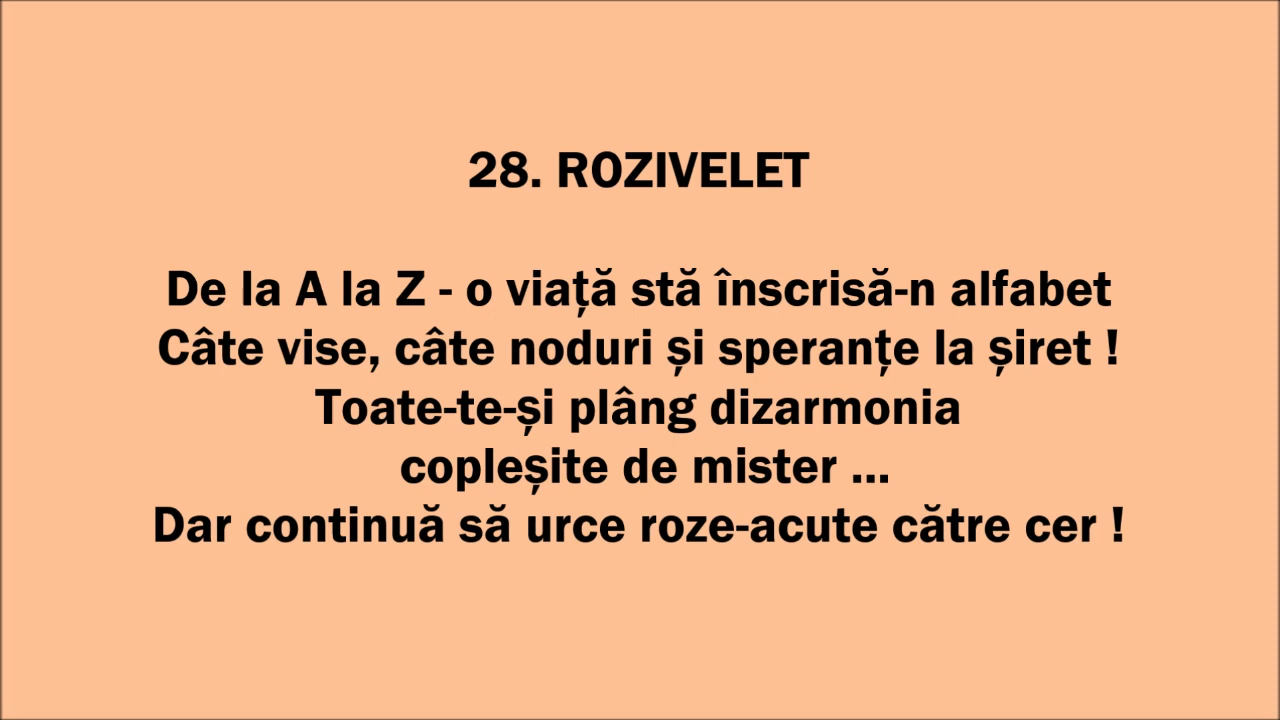 28. ROZIVELET
De la A la Z - o viață stă înscrisă-n alfabet
Câte vise, câte noduri și speranțe la șiret !
Toate-te-și plâng dizarmonia
copleșite de mister ...
Dar continuă să urce roze-acute către cer !